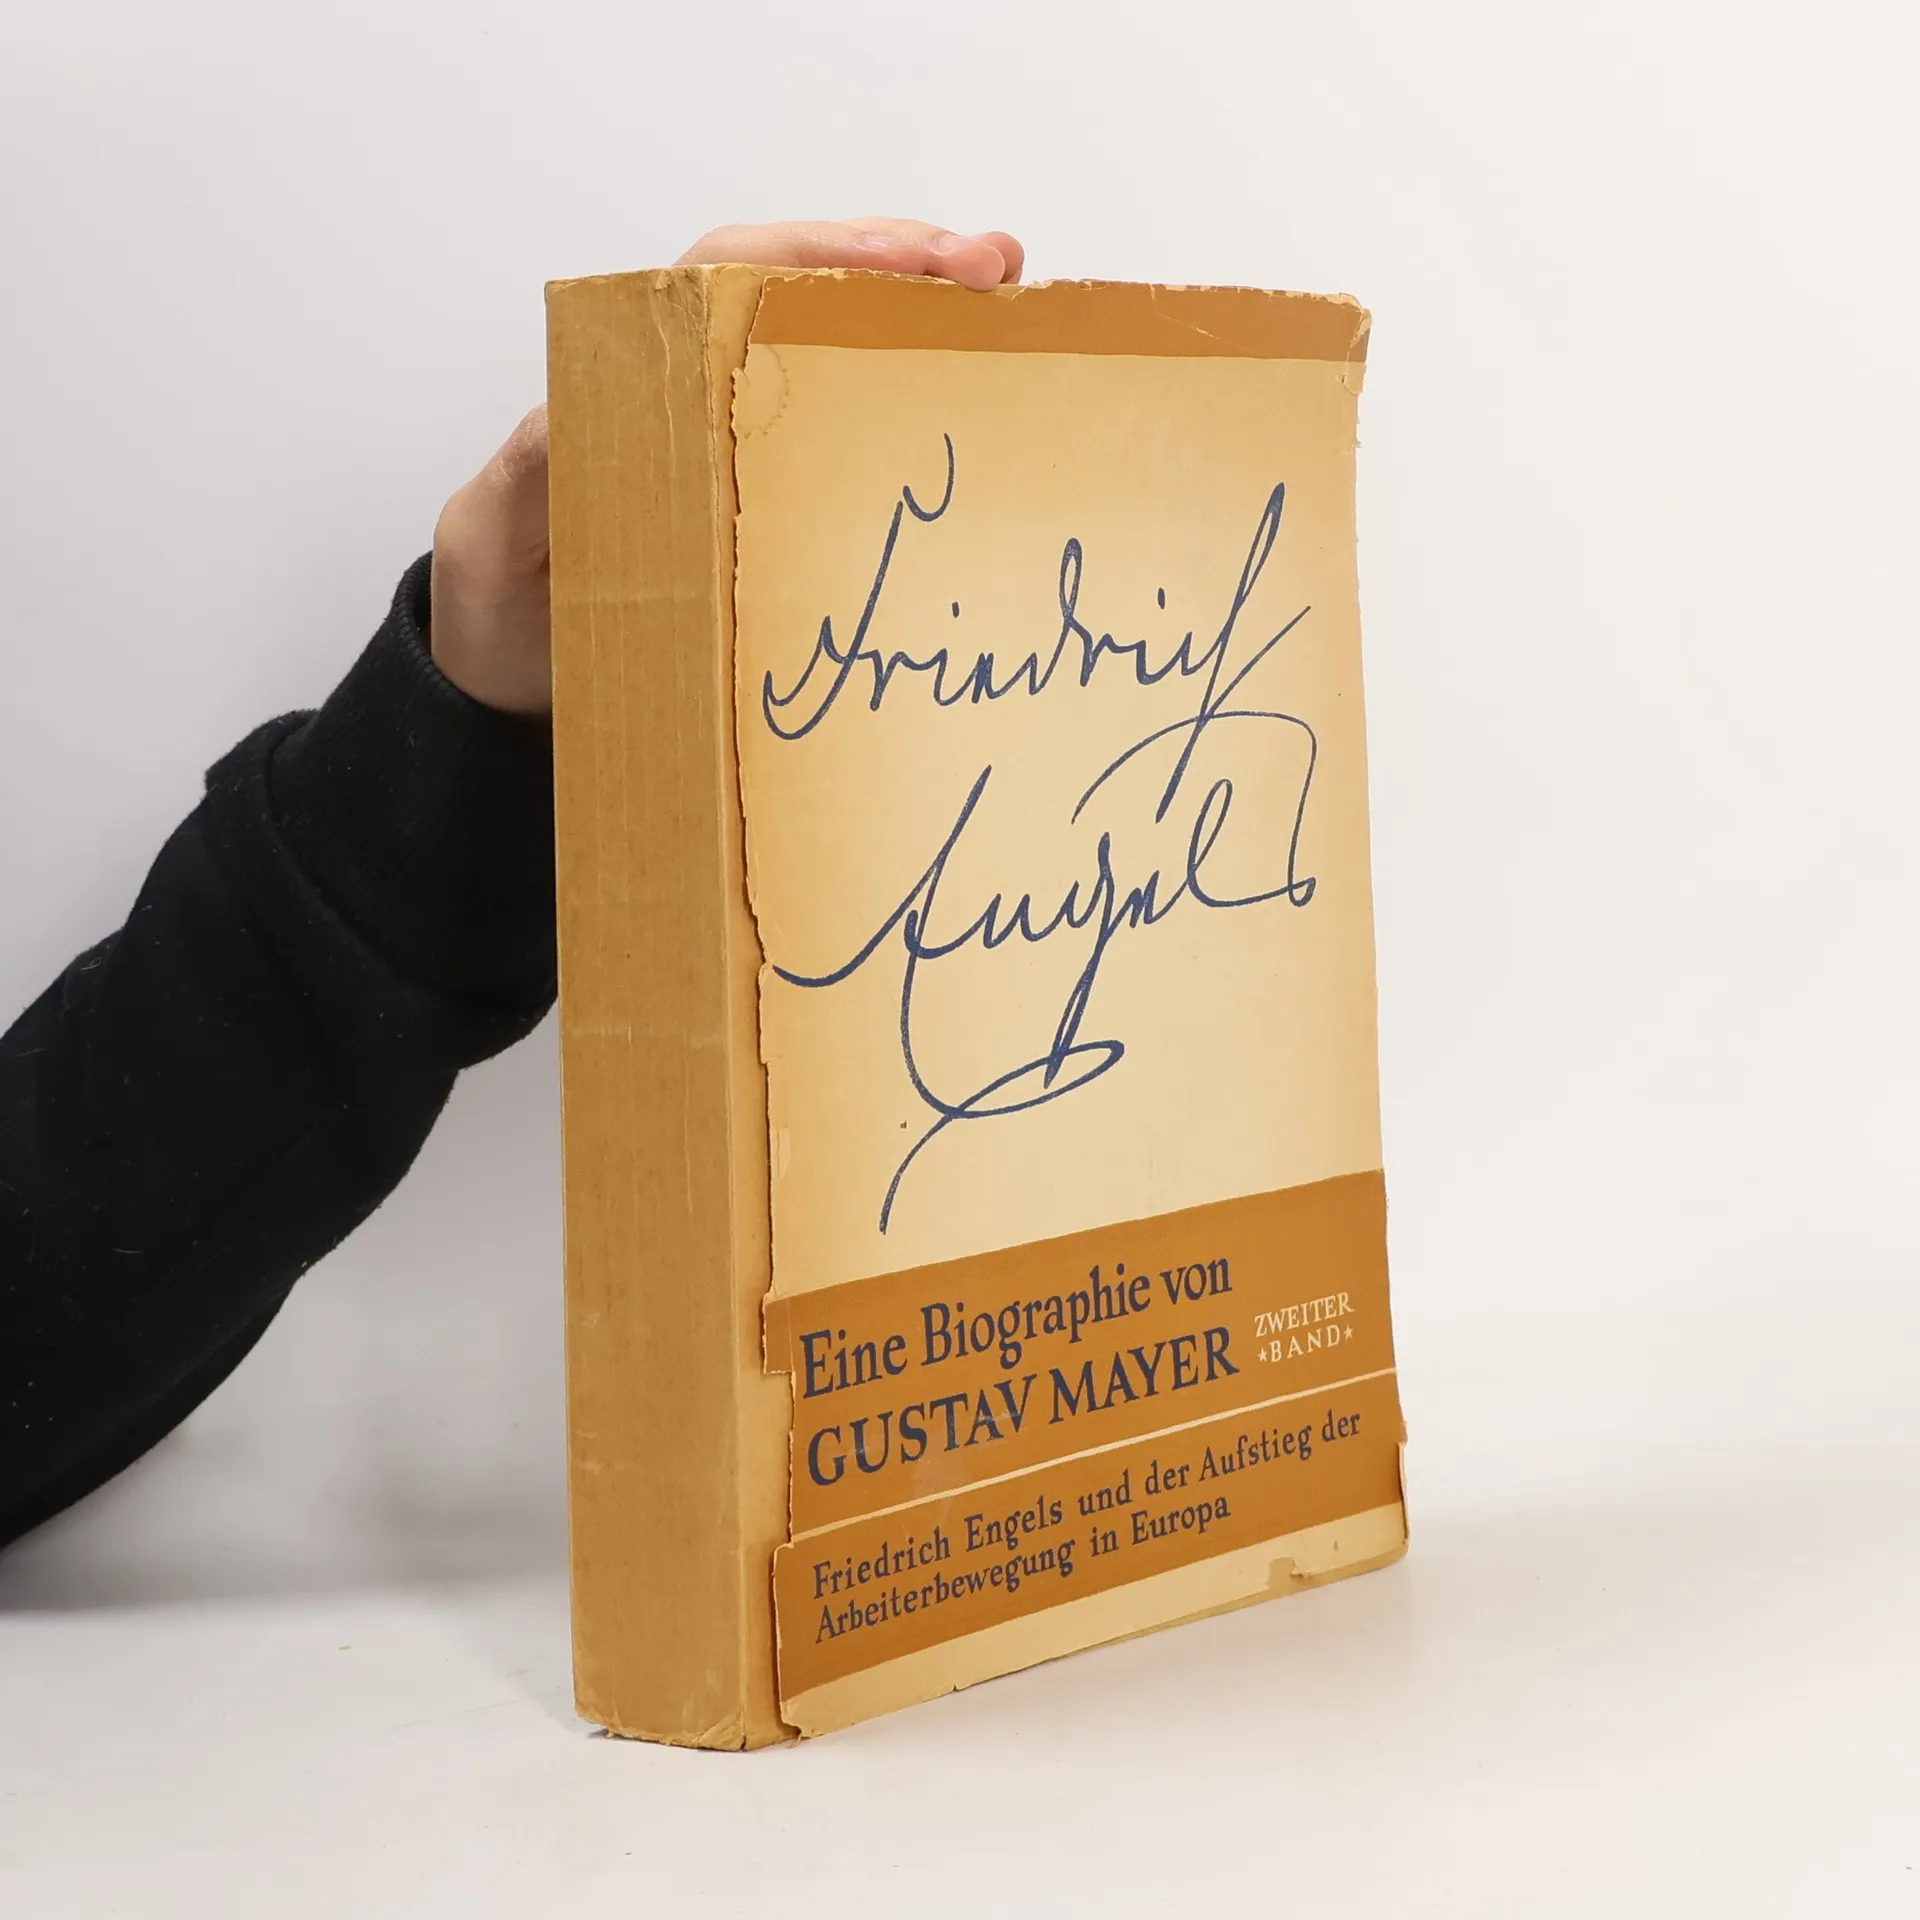 Friedrich
Engels
Eine Biographie von
GUSTAV MAYER
ZWEITER
★BAND★
Friedrich Engels und der Aufstieg der
Arbeiterbewegung in Europa